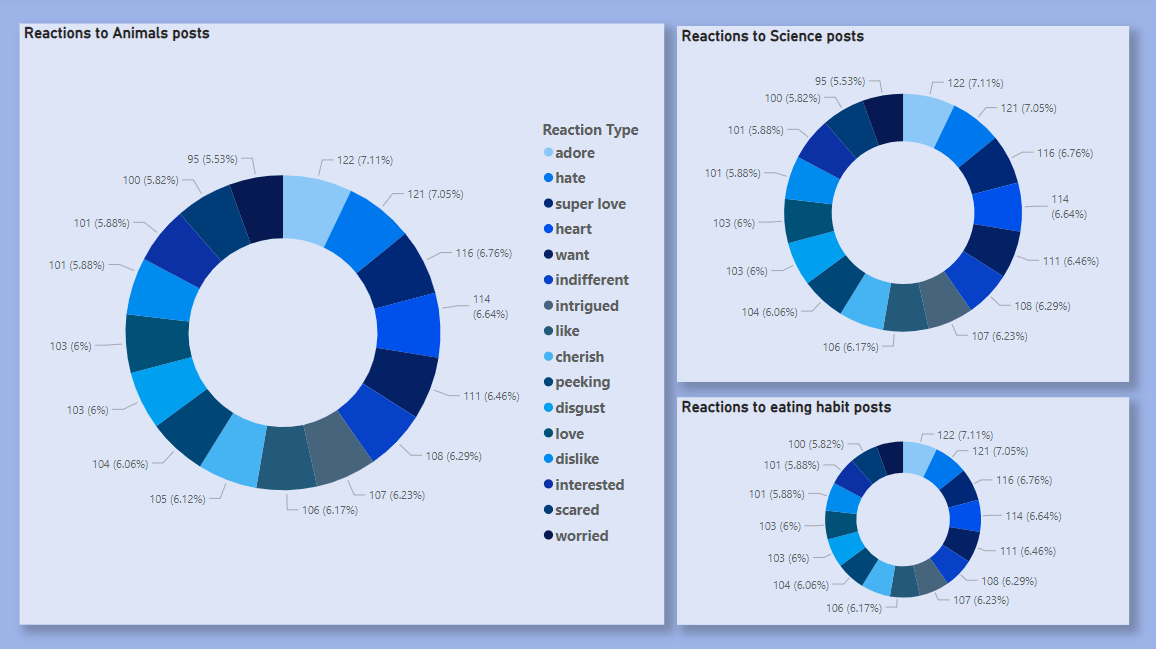 Reactions to Animals posts
95 (5.53%)
122 (7.11%)
100 (5.82%)
121 (7.05%)
101 (5.88%)
116 (6.76%)
101 (5.88%)
114
(6.64%)
103 (6%)
111 (6.46%)
103 (6%)
108 (6.29%)
104 (6.06%)
107 (6.23%)
105 (6.12%)
106 (6.17%)
Reaction Type
adore
hate
super love
heart
want
indifferent
intrigued
like
cherish
peeking
disgust
love
dislike
interested
scared
worried
Reactions to Science posts
95 (5.53%)
122 (7.11%)
100 (5.82%)
121 (7.05%)
101 (5.88%)
116 (6.76%)
101 (5.88%)
114
(6.64%)
103 (6%)
111 (6.46%)
103 (6%)
108 (6.29%)
104 (6.06%)
107 (6.23%)
106 (6.17%)
Reactions to eating habit posts
122 (7.11%)
100 (5.82%)
121 (7.05%)
101 (5.88%)
116 (6.76%)
101 (5.88%)
114 (6.64%)
103 (6%)
111 (6.46%)
103 (6%)
108 (6.29%)
104 (6.06%)
107 (6.23%)
106 (6.17%)